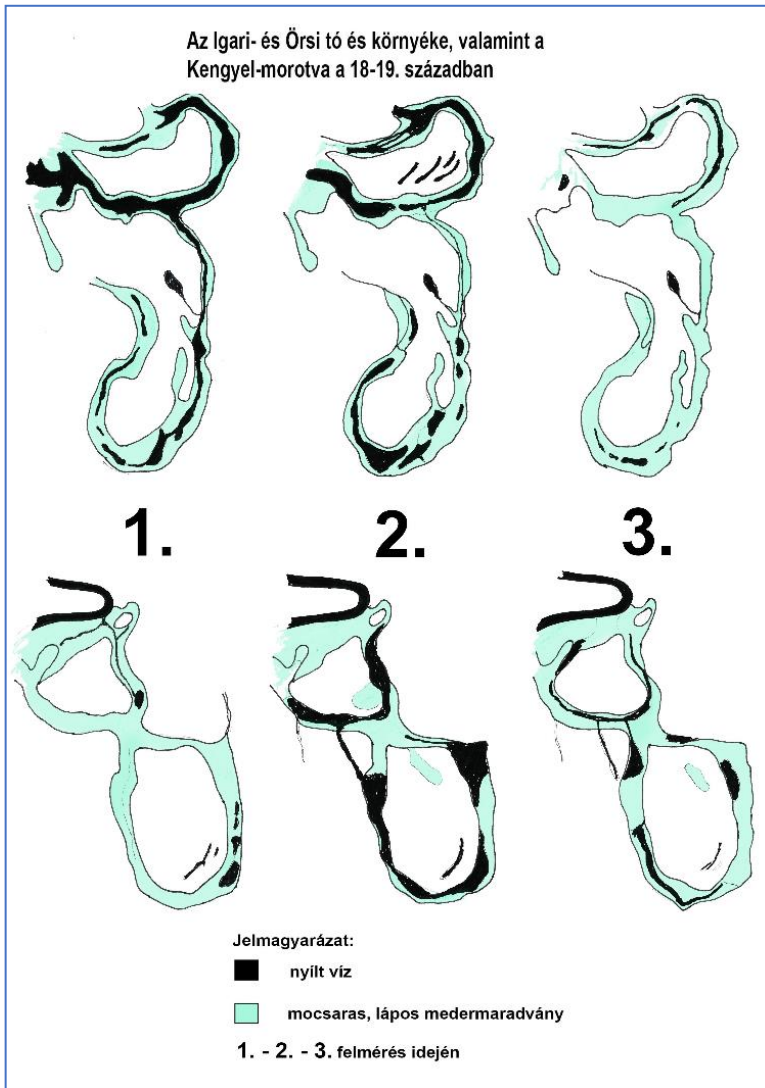 Az Igari- és Örsi tó és környéke, valamint a
Kengyel-morotva a 18-19. században
1.
2.
3.
Jelmagyarázat:
nyílt víz
mocsaras, lápos medermaradvány
1. - 2. - 3. felmérés idején